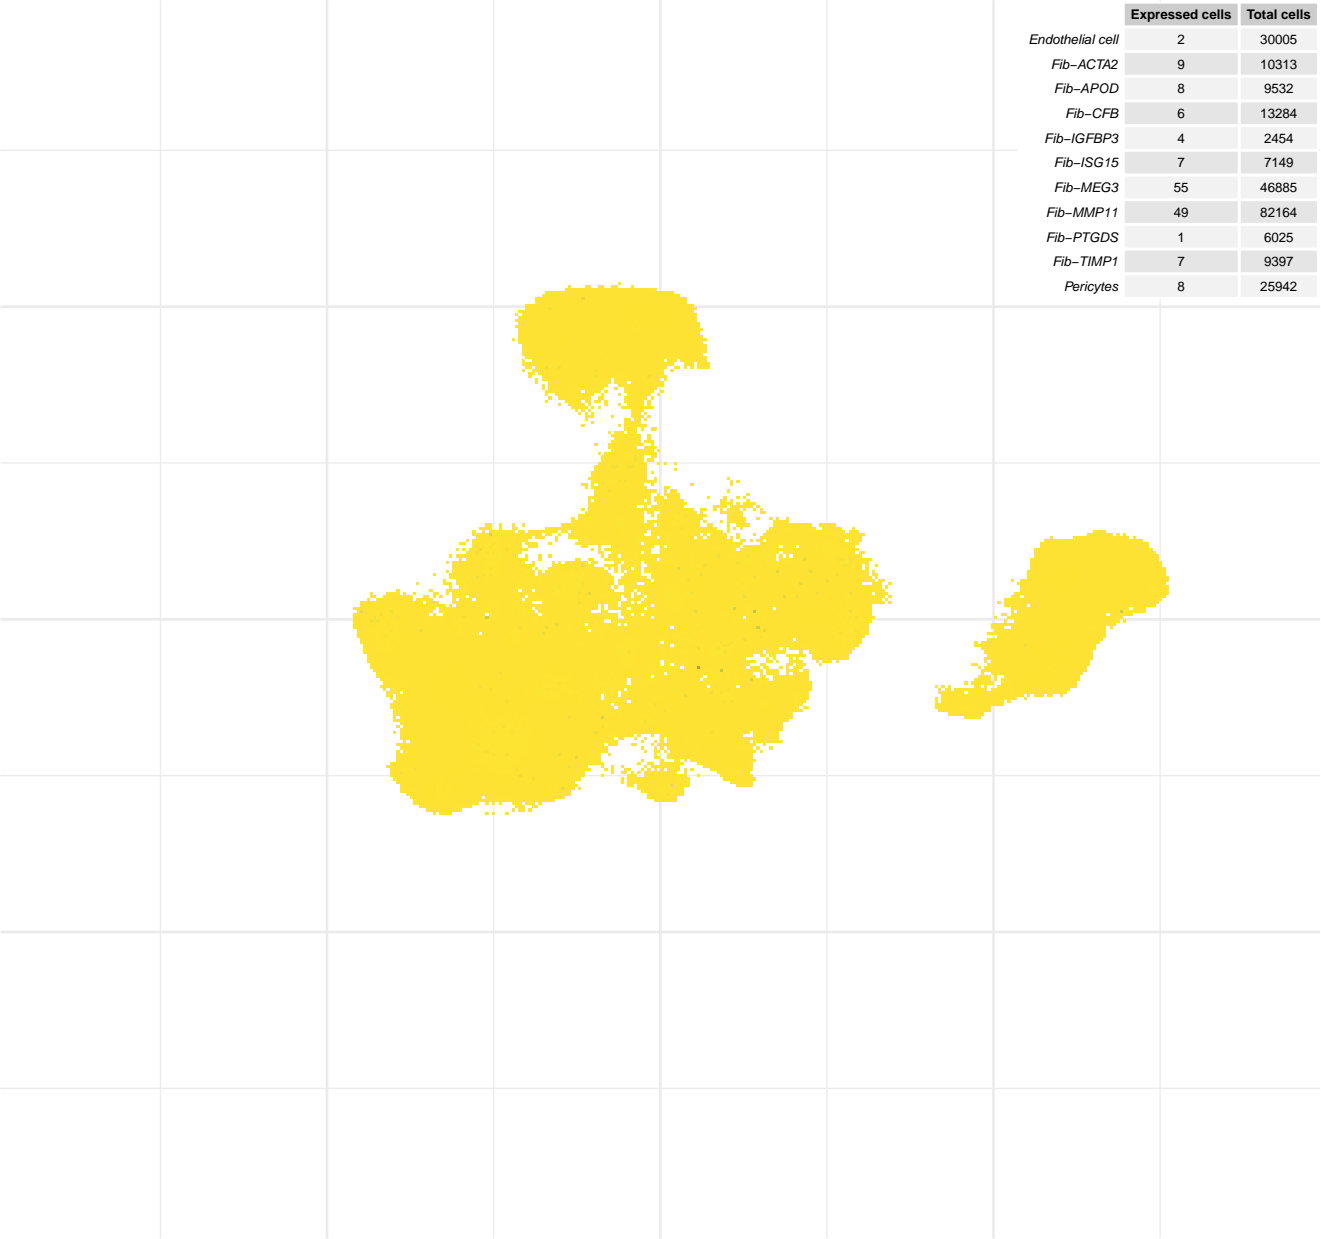 Expressed cells Total cells
Endothelial cell 2 30005
Fib−ACTA2 9 10313
Fib−APOD 8 9532
Fib−CFB 6 13284
Fib−IGFBP3 4 2454
Fib−ISG15 7 7149
Fib−MEG3 55 46885
Fib−MMP11 49 82164
Fib−PTGDS 1 6025
Fib−TIMP1 7 9397
Pericytes 8 25942